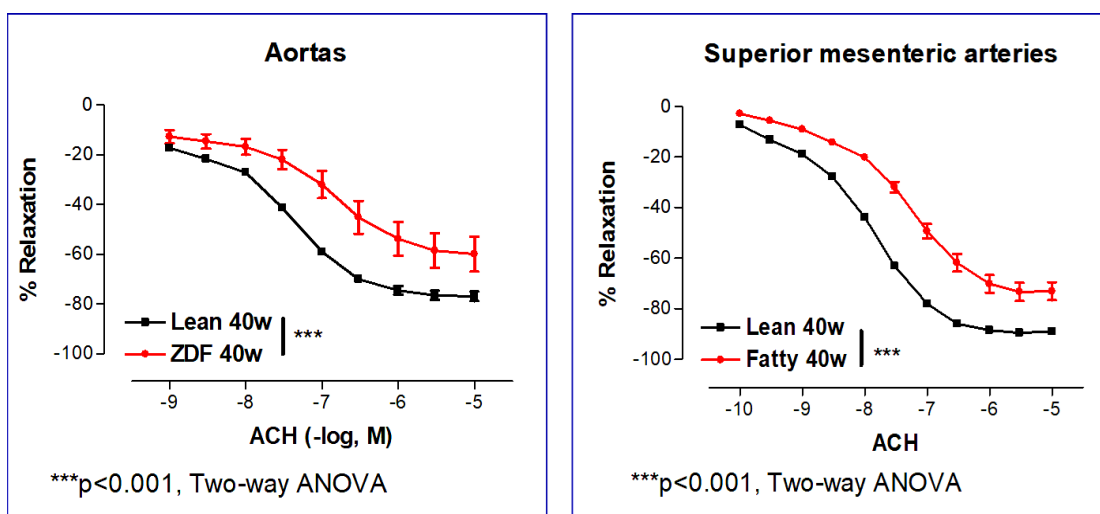 Aortas
0
-20
-40
-60
-80
-100
% Relaxation
Lean 40w
ZDF 40w
***
-9 -8 -7 -6 -5
ACH (-log, M)
***p<0.001, Two-way ANOVA
Superior mesenteric arteries
0
-20
-40
-60
-80
-100
% Relaxation
Lean 40w
Fatty 40w
***
-10 -9 -8 -7 -6 -5
ACH
***p<0.001, Two-way ANOVA